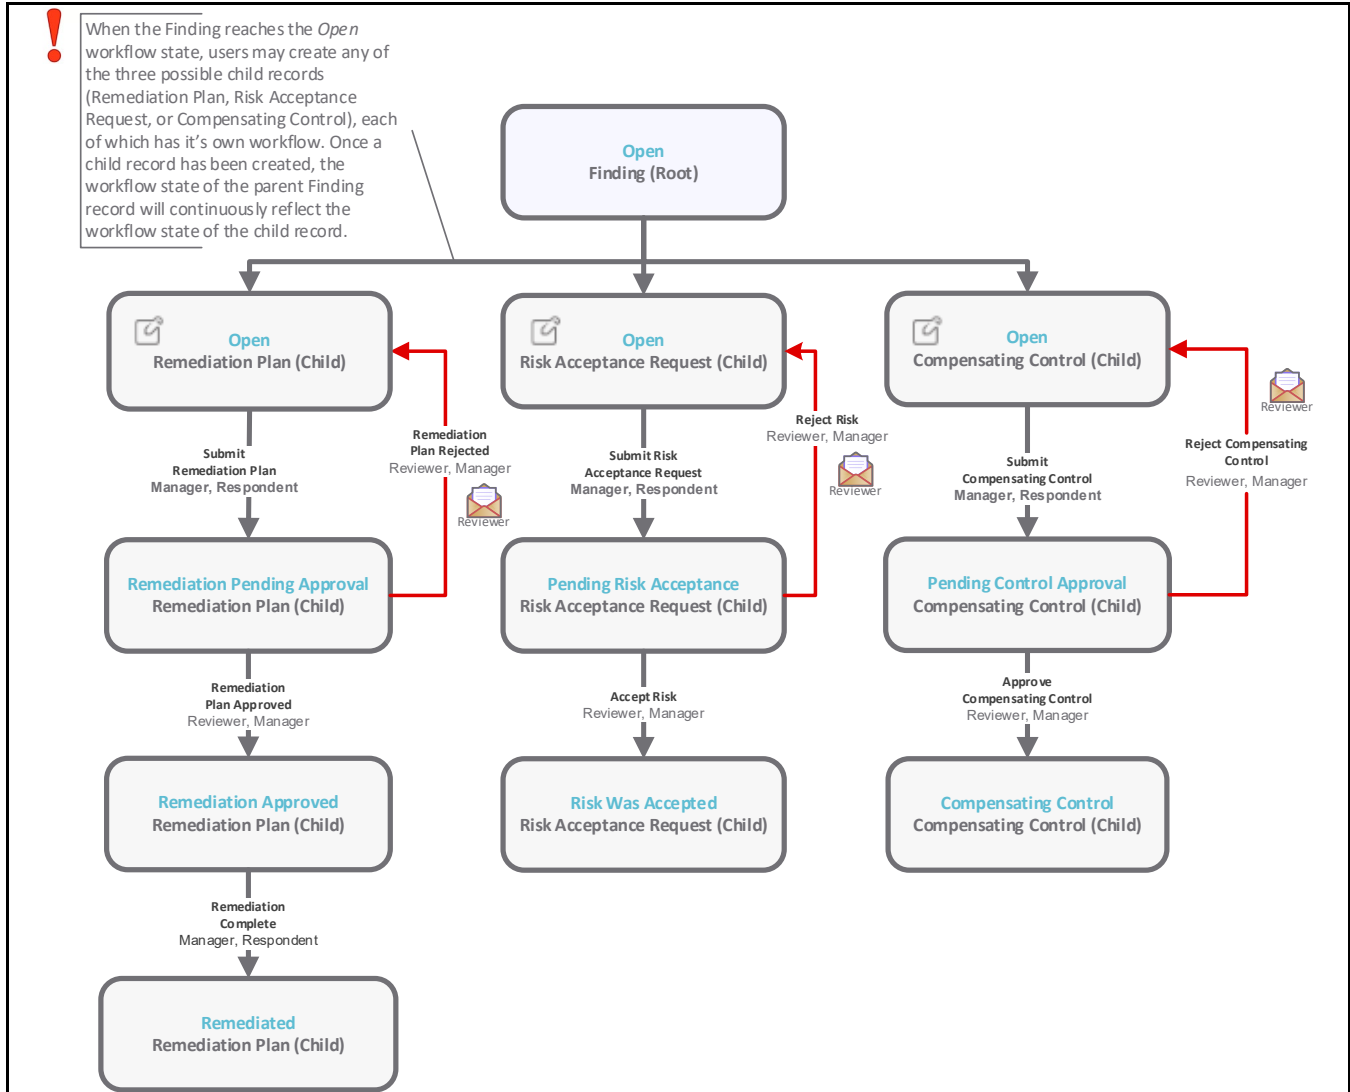 When the Finding reaches the Open
workflow state, users may create any of
the three possible child records
(Remediation Plan, Risk Acceptance
Request, or Compensating Control), each
of which has it’s own workflow. Once a
child record has been created, the
workflow state of the parent Finding
record will continuously reflect the
workflow state of the child record.
Open
Finding (Root)
Open
Remediation Plan (Child)
Open
Risk Acceptance Request (Child)
Open
Compensating Control (Child)
Submit
Remediation Plan
Manager, Respondent
Remediation
Plan Rejected
Reviewer, Manager
Reviewer
Submit Risk
Acceptance Request
Manager, Respondent
Reject Risk
Reviewer, Manager
Reviewer
Submit
Compensating Control
Manager, Respondent
Reviewer
Reject Compensating
Control
Reviewer, Manager
Remediation Pending Approval
Remediation Plan (Child)
Pending Risk Acceptance
Risk Acceptance Request (Child)
Pending Control Approval
Compensating Control (Child)
Remediation
Plan Approved
Reviewer, Manager
Accept Risk
Reviewer, Manager
Approve
Compensating Control
Reviewer, Manager
Remediation Approved
Remediation Plan (Child)
Risk Was Accepted
Risk Acceptance Request (Child)
Compensating Control
Compensating Control (Child)
Remediation
Complete
Manager, Respondent
Remediated
Remediation Plan (Child)